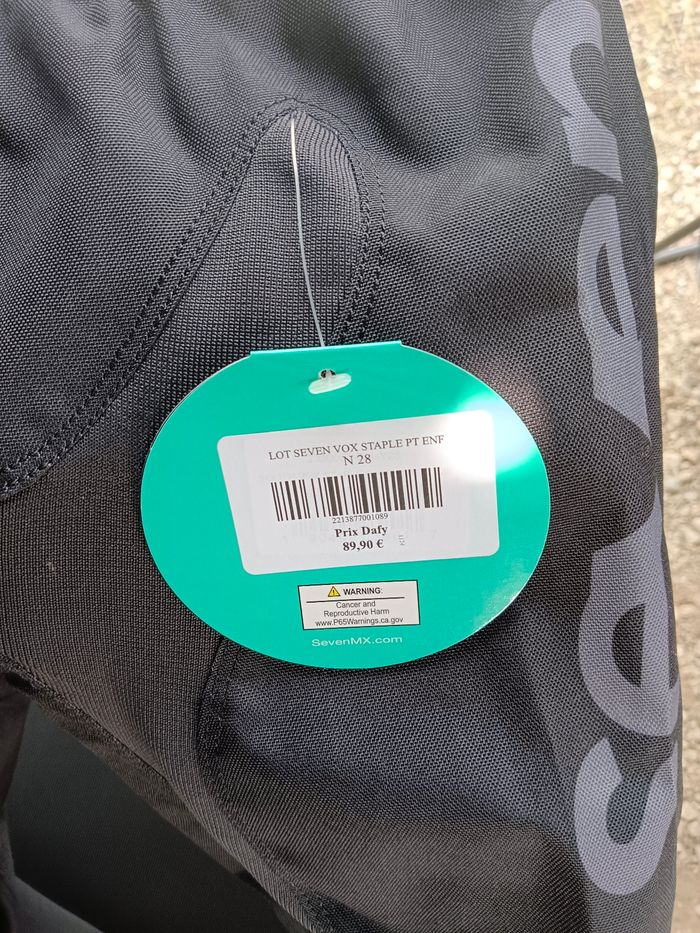 LOT SEVEN VOX STAPLE PT ENF
N 28
2213877001089
Prix Dafy
89,90 €
WARNING:
Cancer and
Reproductive Harm
www.P65Warnings.ca.gov
SevenMX.com
seven